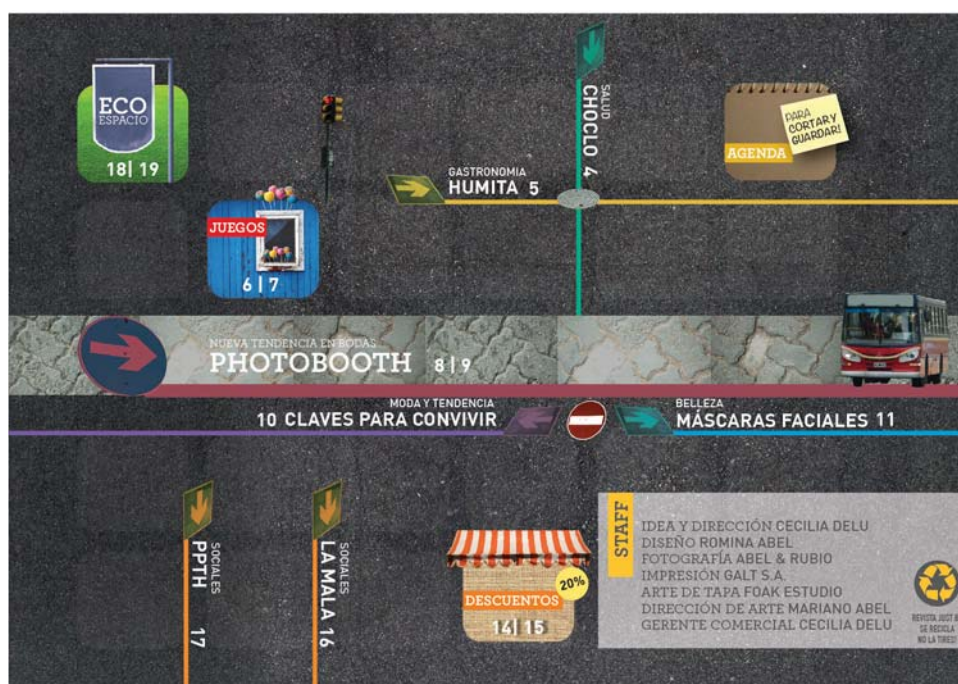 ECO
ESPACIO
18| 19
SALUD
CHOCLO 4
PARA
CORTAR Y
GUARDAR!
AGENDA
GASTRONOMIA
HUMITA 5
JUEGOS
6 | 7
NUEVA TENDENCIA EN BODAS
PHOTOBOOTH 8 | 9
MODA Y TENDENCIA
10 CLAVES PARA CONVIVIR
BELLEZA
MÁSCARAS FACIALES 11
SOCIALES
PPTH 17
SOCIALES
LA MALA 16
20%
DESCUENTOS
14| 15
STAFF
IDEA Y DIRECCIÓN CECILIA DELU
DISEÑO ROMINA ABEL
FOTOGRAFÍA ABEL & RUBIO
IMPRESIÓN GALT S.A.
ARTE DE TAPA FOAK ESTUDIO
DIRECCIÓN DE ARTE MARIANO ABEL
GERENTE COMERCIAL CECILIA DELU
REVISTA JUST
SE RECICLA
NO LA TIRES!